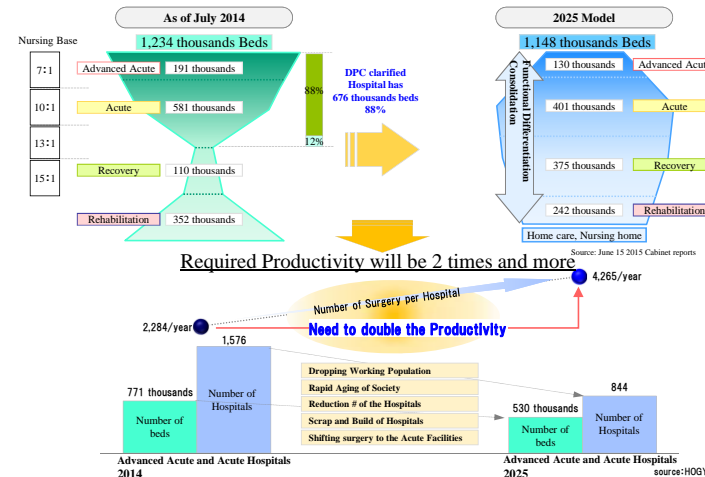 As of July 2014
2025 Model
Nursing Base
1,234 thousands Beds
1,148 thousands Beds
7:1
10:1
13:1
15:1
Advanced Acute
191 thousands
Acute
581 thousands
Recovery
110 thousands
Rehabilitation
352 thousands
88%
12%
DPC clarified
Hospital has
676 thousands beds
88%
Functional Differentiation
Consolidation
130 thousands
Advanced Acut
401 thousands
Acute
375 thousands
Recovery
242 thousands
Rehabilitation
Home care, Nursing home
Source: June 15 2015 Cabinet reports
Required Productivity will be 2 times and more
4,265/year
Number of Surgery per Hospital
2,284/year
Need to double the Productivity
1,576
771 thousands
Number of
Hospitals
Number of
beds
Dropping Working Population
Rapid Aging of Society
Reduction # of the Hospitals
Scrap and Build of Hospitals
Shifting surgery to the Acute Facilities
844
530 thousands
Number of
Hospitals
Number of
beds
Advanced Acute and Acute Hospitals
2014
Advanced Acute and Acute Hospitals
2025
source:HOGY